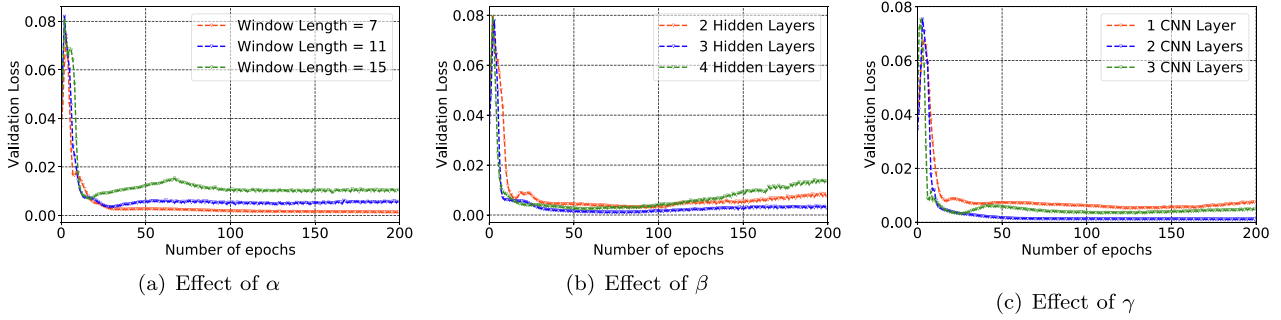 Validation Loss
0.08
0.06
0.04
0.02
0.00
Window Length = 7
Window Length = 11
Window Length = 15
0 50 100 150 200
Number of epochs
(a) Effect of α
Validation Loss
0.08
0.06
0.04
0.02
0.00
2 Hidden Layers
3 Hidden Layers
4 Hidden Layers
0 50 100 150 200
Number of epochs
(b) Effect of β
Validation Loss
0.08
0.06
0.04
0.02
0.00
1 CNN Layer
2 CNN Layers
3 CNN Layers
0 50 100 150 200
Number of epochs
(c) Effect of γ